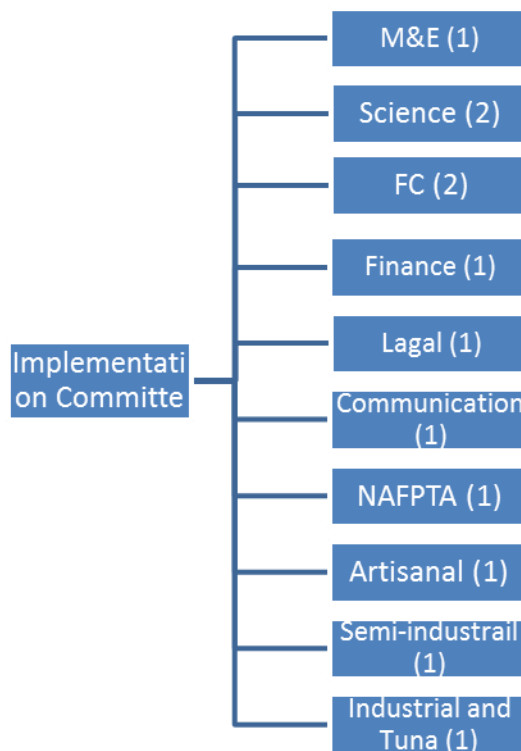 M&E (1)
Science (2)
FC (2)
Finance (1)
Lagal (1)
Implementati
on Committe
Communication
(1)
NAFPTA (1)
Artisanal (1)
Semi-industrail
(1)
Industrial and
Tuna (1)